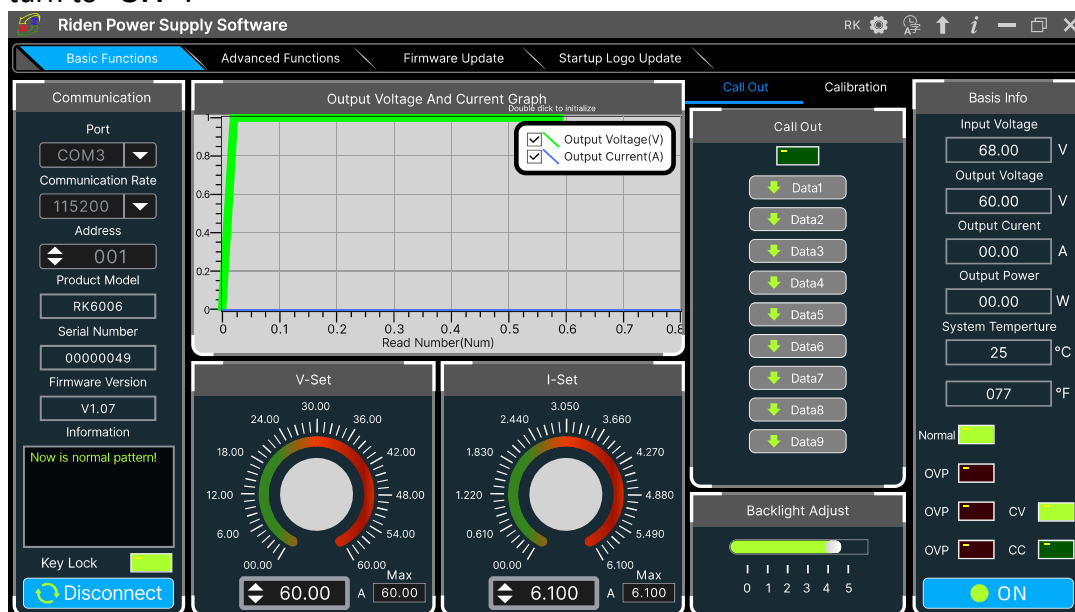 turn to "ON".
Riden Power Supply Software
RK
Basic Functions
Advanced Functions
Firmware Update
Startup Logo Update
Communication
Port
COM3
Communication Rate
115200
Address
001
Product Model
RK6006
Serial Number
00000049
Firmware Version
V1.07
Information
Now is normal pattern!
Key Lock
Disconnect
Output Voltage And Current Graph
Double dick to initialize
Output Voltage(V)
Output Current(A)
1
0.8
0.6
0.4
0.2
0
0 0.1 0.2 0.3 0.4 0.5 0.6 0.7 0.8
Read Number(Num)
V-Set
30.00
24.00 36.00
18.00 42.00
12.00 48.00
6.00 54.00
00.00 60.00
Max
60.00 A 60.00
I-Set
3.050
2.440 3.660
1.830 4.270
1.220 4.880
0.610 5.490
00.00 6.100
Max
6.100 A 6.100
Call Out
Calibration
Call Out
Data1
Data2
Data3
Data4
Data5
Data6
Data7
Data8
Data9
Backlight Adjust
0 1 2 3 4 5
Basis Info
Input Voltage
68.00 V
Output Voltage
60.00 V
Output Curent
00.00 A
Output Power
00.00 W
System Temperture
25 °C
077 °F
Normal
OVP
OVP CV
OVP CC
ON